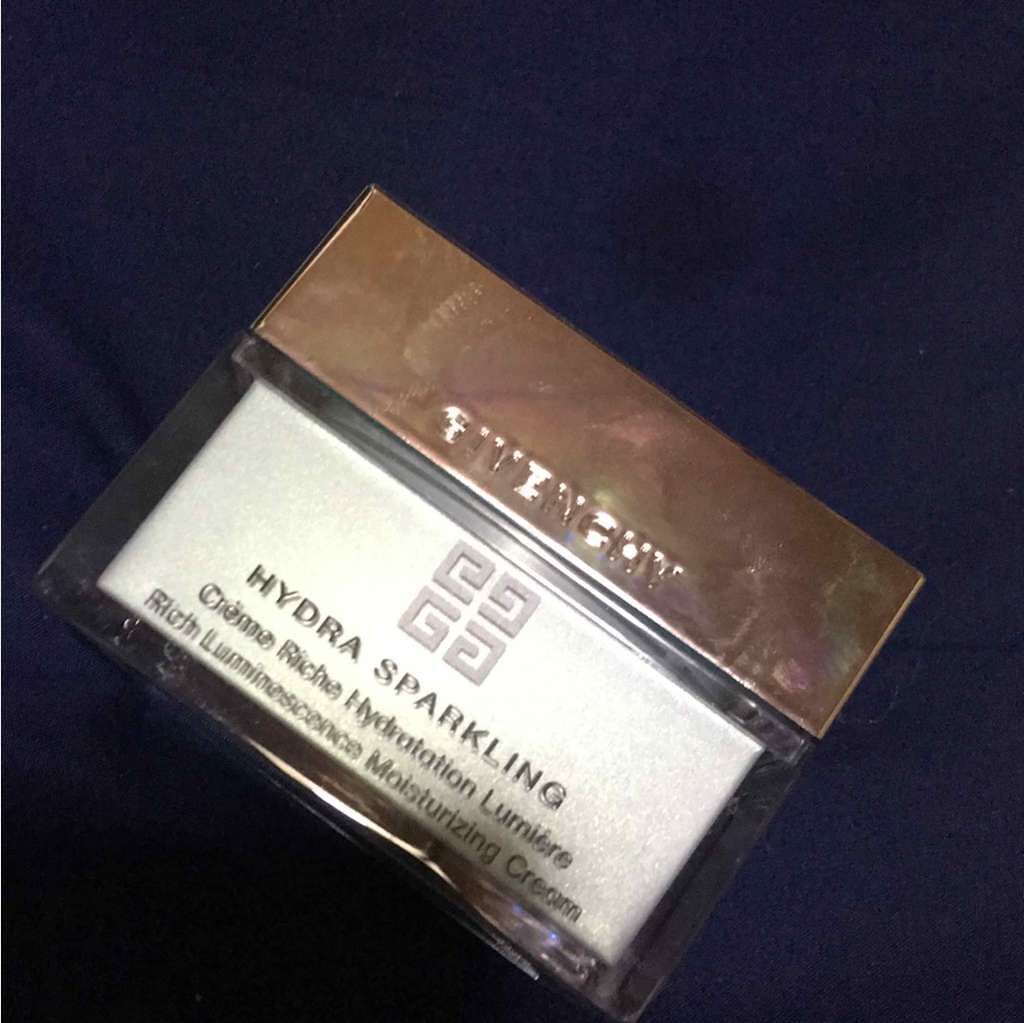 GIVENCHY
HYDRA SPARKLING
Crème Riche Hydratation Lumière
Rich Luminescence Moisturizing Cream